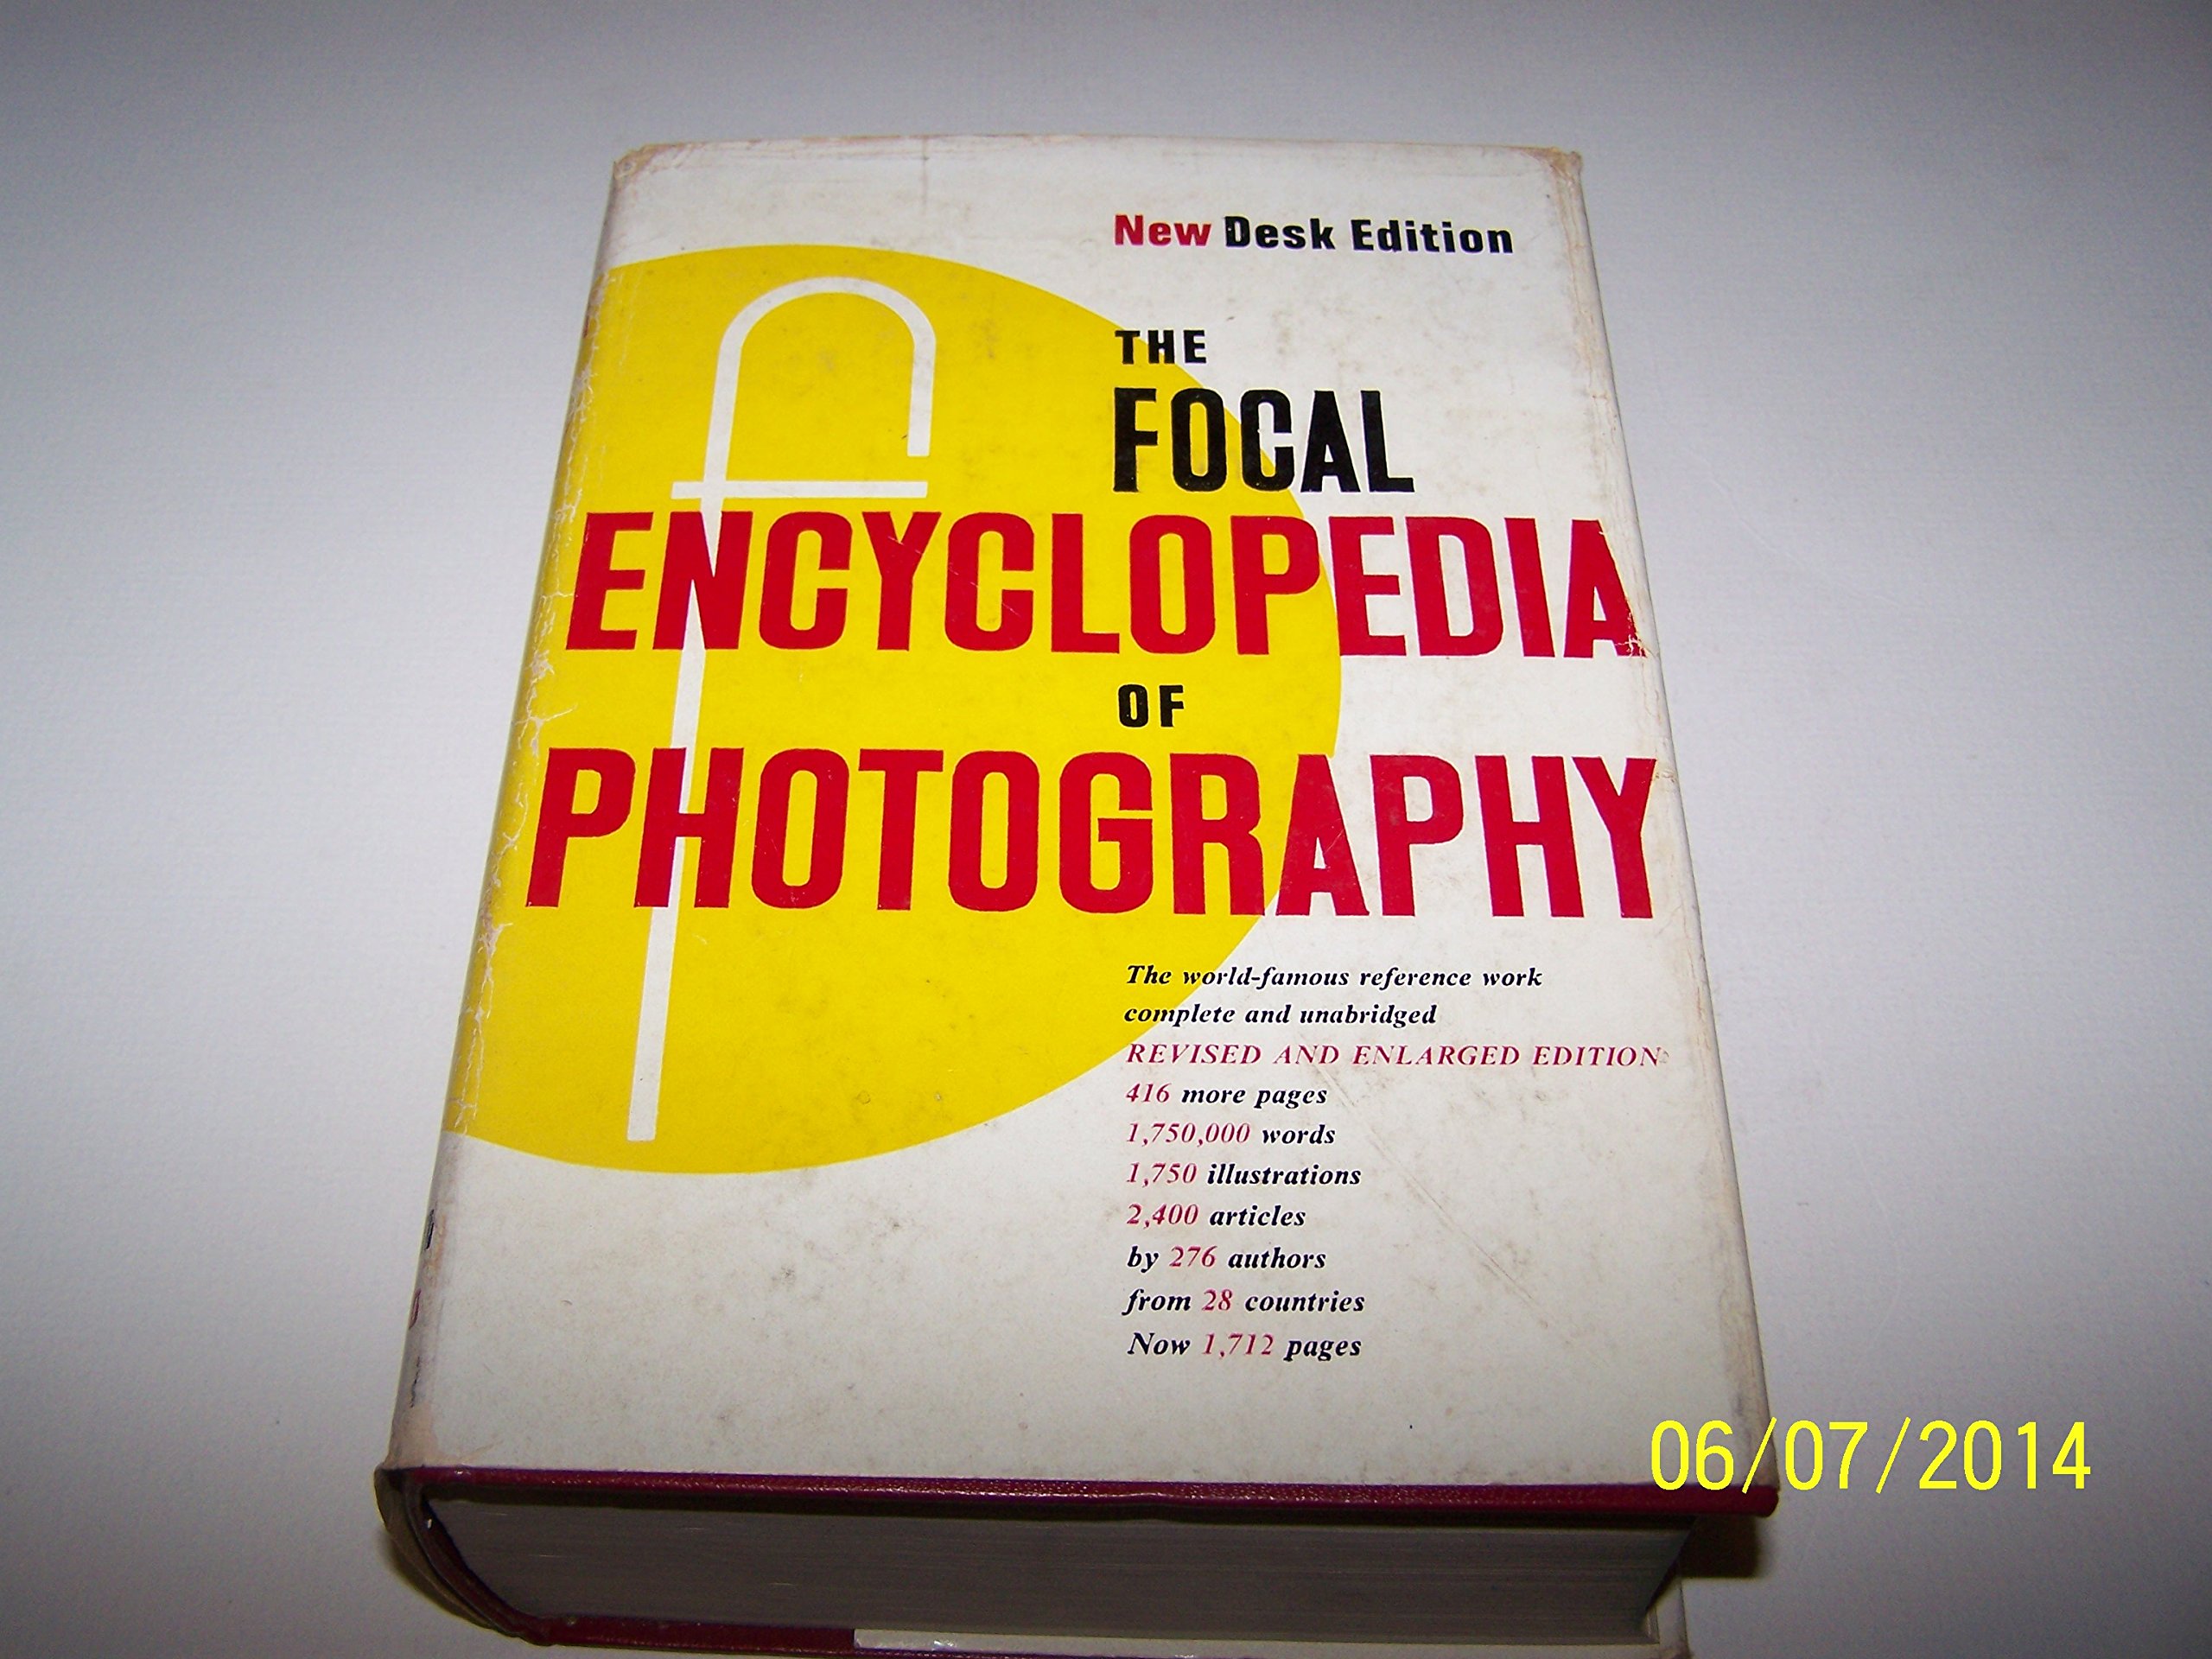 New Desk Edition
THE
FOCAL
ENCYCLOPEDIA
OF
PHOTOGRAPHY
The world-famous reference work
complete and unabridged
REVISED AND ENLARGED EDITION
416 more pages
1,750,000 words
1,750 illustrations
2,400 articles
by 276 authors
from 28 countries
Now 1,712 pages
06/07/2014